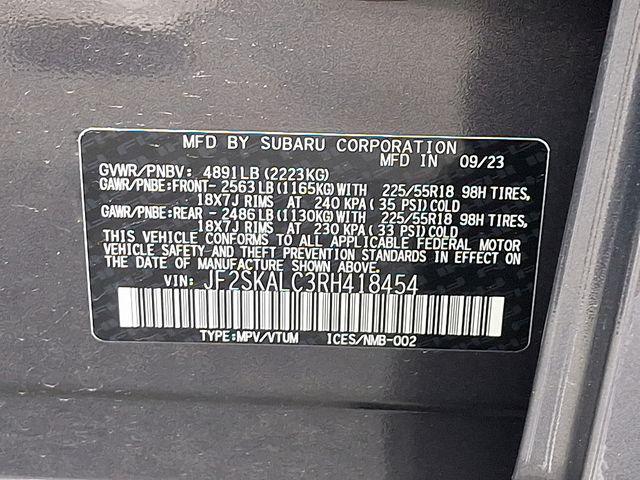 MFD BY SUBARU CORPORATION
MFD IN 09/23
GVWR/PNBV: 4891LB(2223KG)
GAWR/PNBE:FRONT- 2563LB(1165KG)WITH 225/55R18 98H TIRES,
18X7J RIMS AT 240 KPA(35 PSI)COLD
GAWR/PNBE:REAR - 2486LB(1130KG)WITH 225/55R18 98H TIRES,
18X7J RIMS AT 230 KPA(33 PSI)COLD
THIS VEHICLE CONFORMS TO ALL APPLICABLE FEDERAL MOTOR
VEHICLE SAFETY AND THEFT PREVENTION STANDARDS IN EFFECT ON
THE DATE OF MANUFACTURE SHOWN ABOVE.
VIN: JF2SKALC3RH418454
TYPE:MPV/VTUM ICES/NMB-002